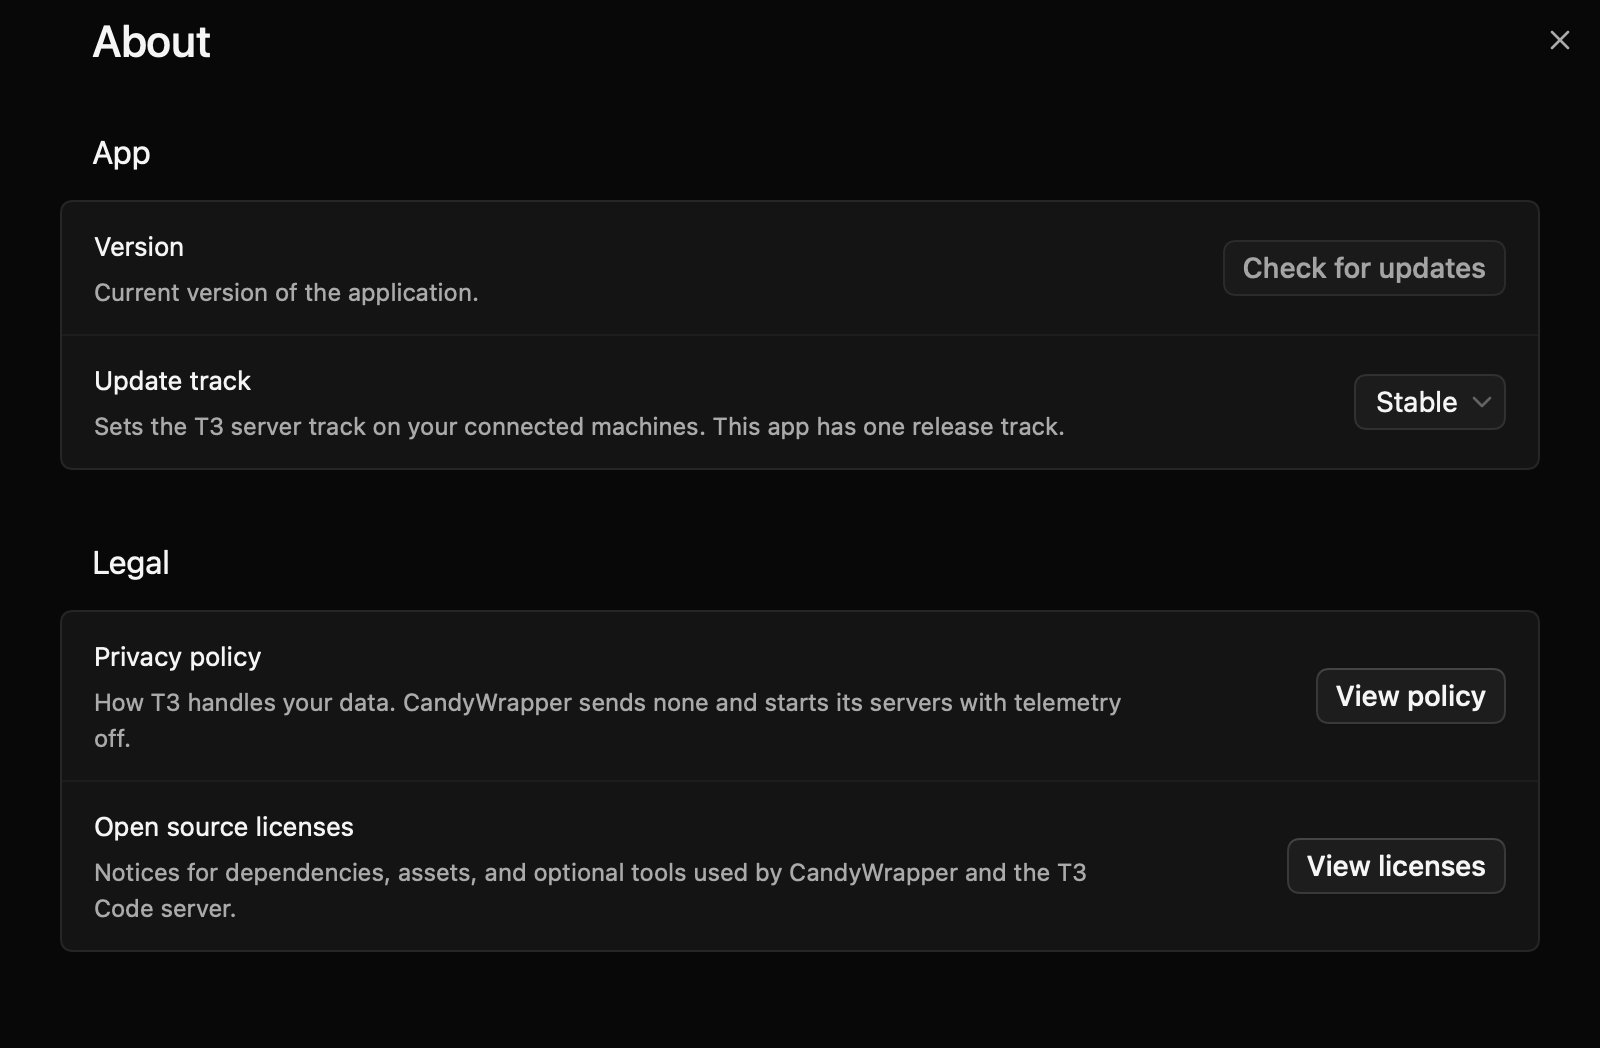 About
App
Version
Check for updates
Current version of the application.
Update track
Stable
Sets the T3 server track on your connected machines. This app has one release track.
Legal
Privacy policy
How T3 handles your data. CandyWrapper sends none and starts its servers with telemetry
off.
View policy
Open source licenses
Notices for dependencies, assets, and optional tools used by CandyWrapper and the T3
Code server.
View licenses